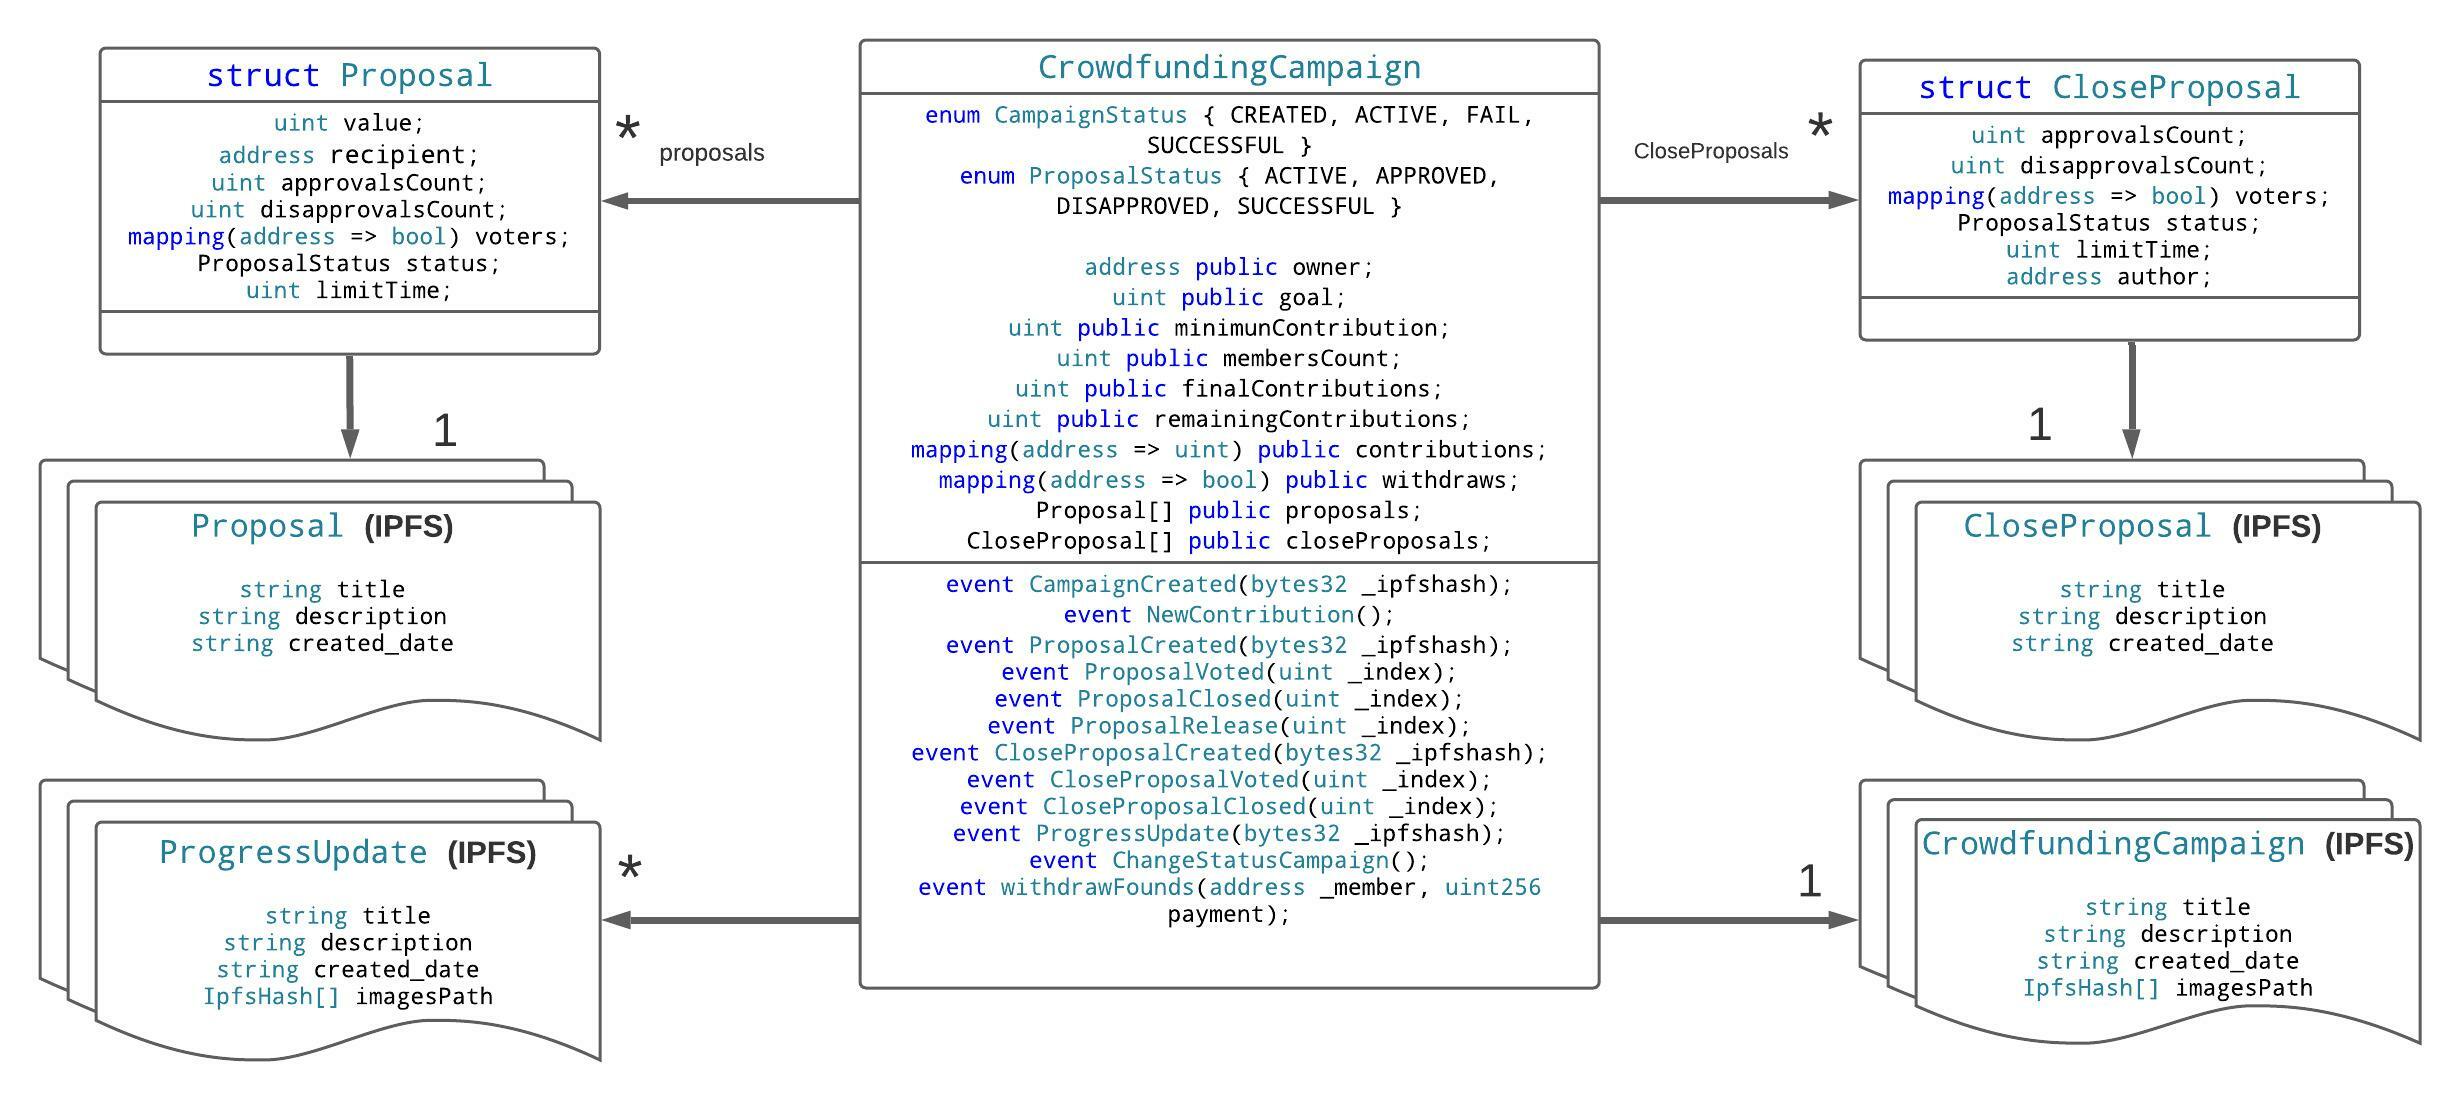 struct Proposal
uint value;
address recipient;
uint approvalsCount;
uint disapprovalsCount;
mapping(address => bool) voters;
ProposalStatus status;
uint limitTime;
*
proposals
CrowdfundingCampaign
enum CampaignStatus { CREATED, ACTIVE, FAIL,
SUCCESSFUL }
enum ProposalStatus { ACTIVE, APPROVED,
DISAPPROVED, SUCCESSFUL }
address public owner;
uint public goal;
uint public minimunContribution;
uint public membersCount;
uint public finalContributions;
uint public remainingContributions;
mapping(address => uint) public contributions;
mapping(address => bool) public withdraws;
Proposal[] public proposals;
CloseProposal[] public closeProposals;
event CampaignCreated(bytes32 _ipfshash);
event NewContribution();
event ProposalCreated(bytes32 _ipfshash);
event ProposalVoted(uint _index);
event ProposalClosed(uint _index);
event ProposalRelease(uint _index);
event CloseProposalCreated(bytes32 _ipfshash);
event CloseProposalVoted(uint _index);
event CloseProposalClosed(uint _index);
event ProgressUpdate(bytes32 _ipfshash);
event ChangeStatusCampaign();
event withdrawFounds(address _member, uint256
payment);
CloseProposals
*
struct CloseProposal
uint approvalsCount;
uint disapprovalsCount;
mapping(address => bool) voters;
ProposalStatus status;
uint limitTime;
address author;
1
Proposal (IPFS)
string title
string description
string created_date
1
CloseProposal (IPFS)
string title
string description
string created_date
*
ProgressUpdate (IPFS)
string title
string description
string created_date
IpfsHash[] imagesPath
1
CrowdfundingCampaign (IPFS)
string title
string description
string created_date
IpfsHash[] imagesPath